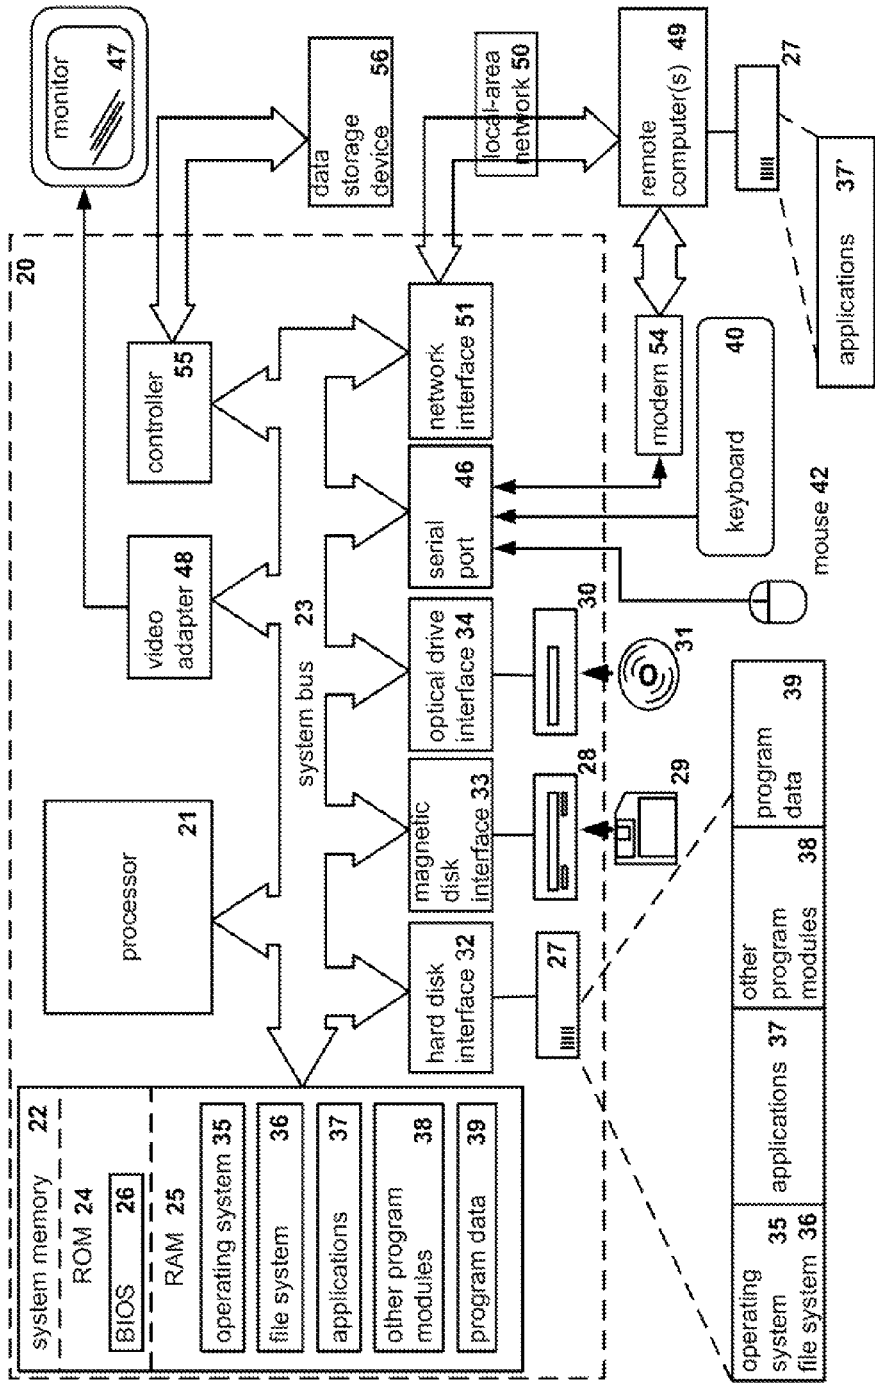 system memory 22
ROM 24
BIOS 26
RAM 25
operating system 35
file system 36
applications 37
other program
modules 38
program data 39
processor 21
video
adapter 48
controller
55
20
monitor
47
data
storage
device
56
system bus 23
hard disk
interface 32
magnetic
disk
interface 33
optical drive
interface 34
serial
port
46
network
interface 51
local-area
network 50
27
28
30
29
31
modem 54
remote
computer(s) 49
27
keyboard
40
mouse 42
applications
37'
operating
system 35
file system 36
applications 37
other
program
modules 38
program
data
39